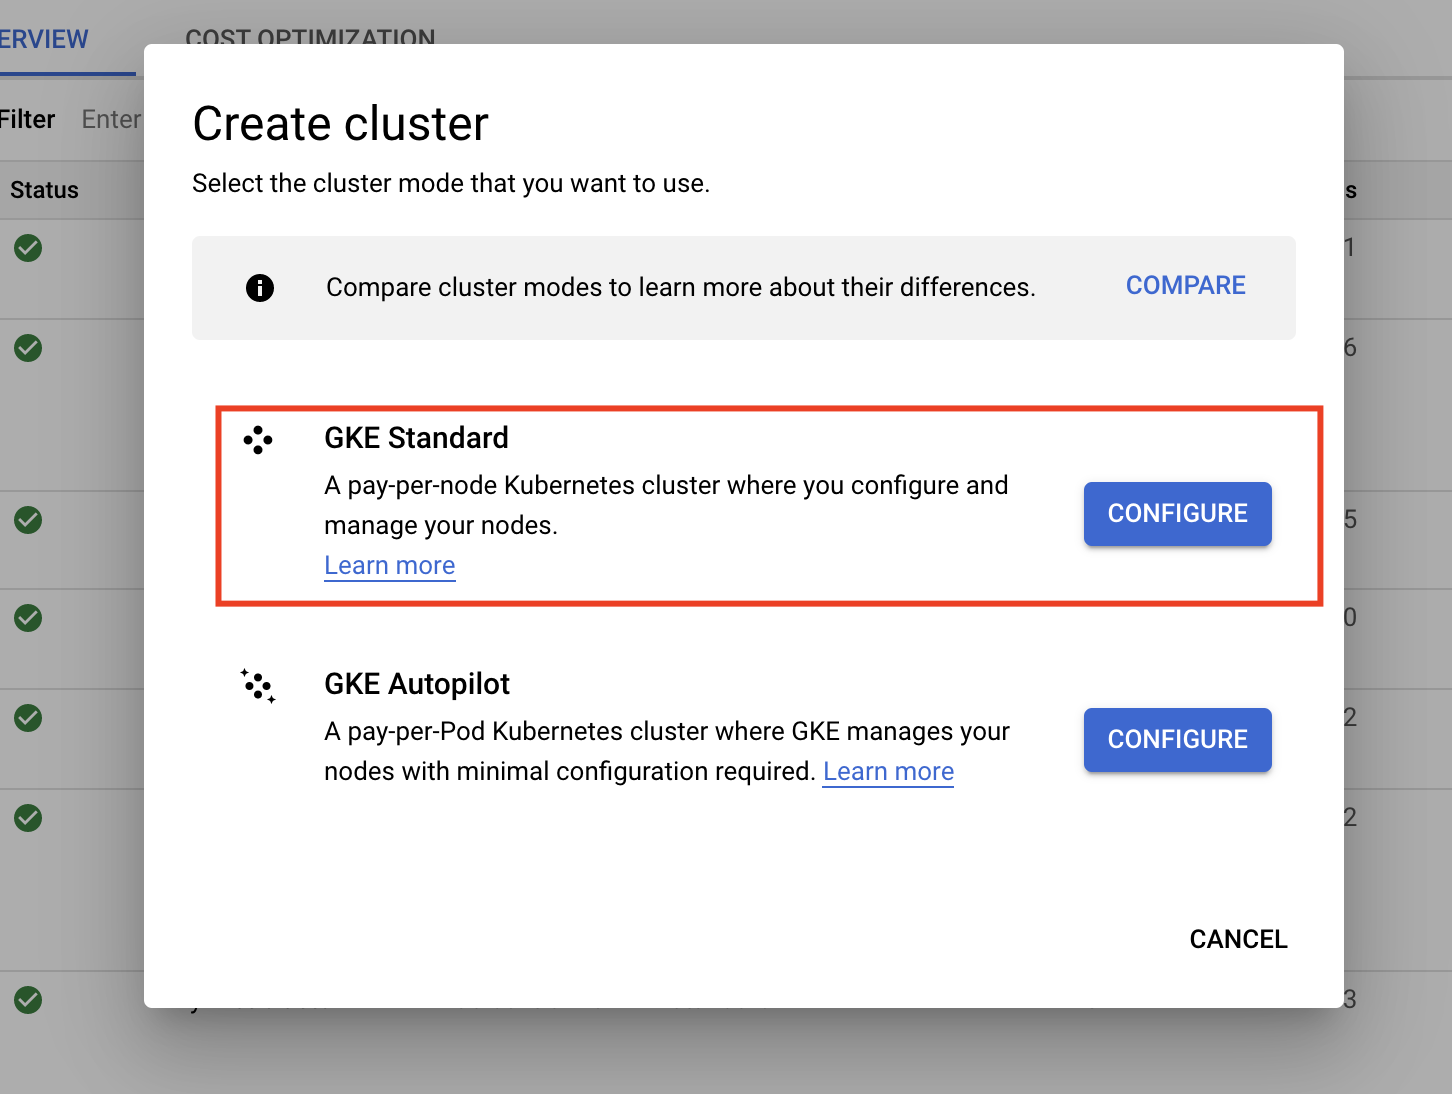 ERVIEW
COST OPTIMIZATION
Filter Enter
Status
s
1
6
5
0
2
2
3
Create cluster
Select the cluster mode that you want to use.
Compare cluster modes to learn more about their differences.
COMPARE
GKE Standard
A pay-per-node Kubernetes cluster where you configure and
manage your nodes.
Learn more
CONFIGURE
GKE Autopilot
A pay-per-Pod Kubernetes cluster where GKE manages your
nodes with minimal configuration required. Learn more
CONFIGURE
CANCEL